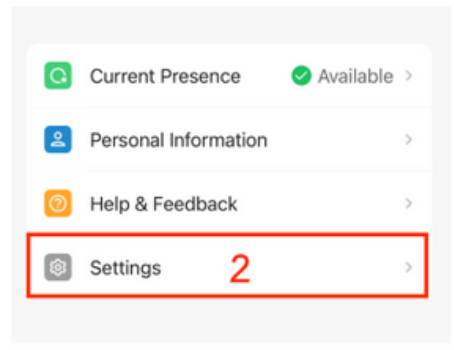 Current Presence Available >
Personal Information >
Help & Feedback >
Settings 2 >